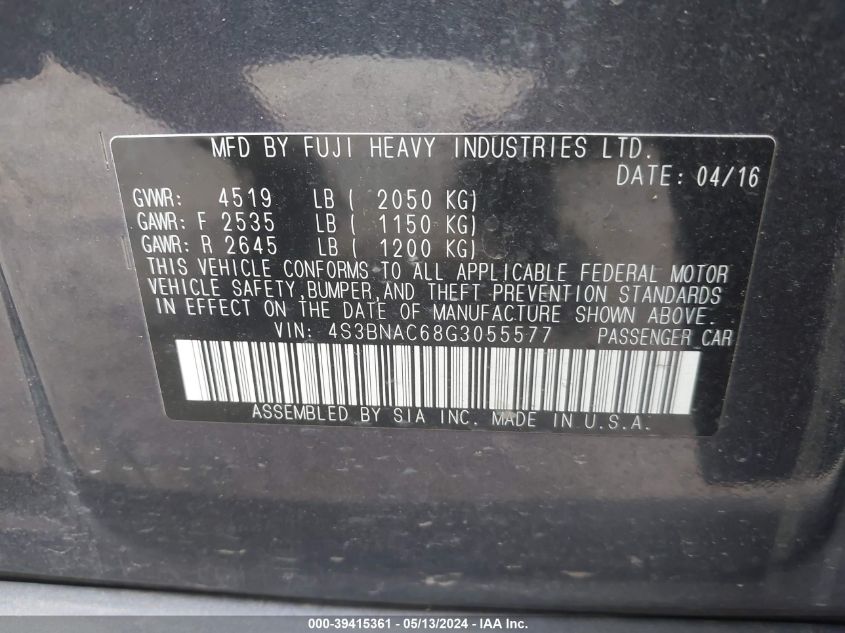 MFD BY FUJI HEAVY INDUSTRIES LTD.
DATE: 04/16
GVWR: 4519 LB ( 2050 KG)
GAWR: F 2535 LB ( 1150 KG)
GAWR: R 2645 LB ( 1200 KG)
THIS VEHICLE CONFORMS TO ALL APPLICABLE FEDERAL MOTOR
VEHICLE SAFETY,BUMPER,AND THEFT PREVENTION STANDARDS
IN EFFECT ON THE DATE OF MANUFACTURE SHOWN ABOVE.
VIN: 4S3BNAC68G3055577 PASSENGER CAR
ASSEMBLED BY SIA INC. MADE IN U.S.A.
000-39415361 - 05/13/2024 - IAA Inc.